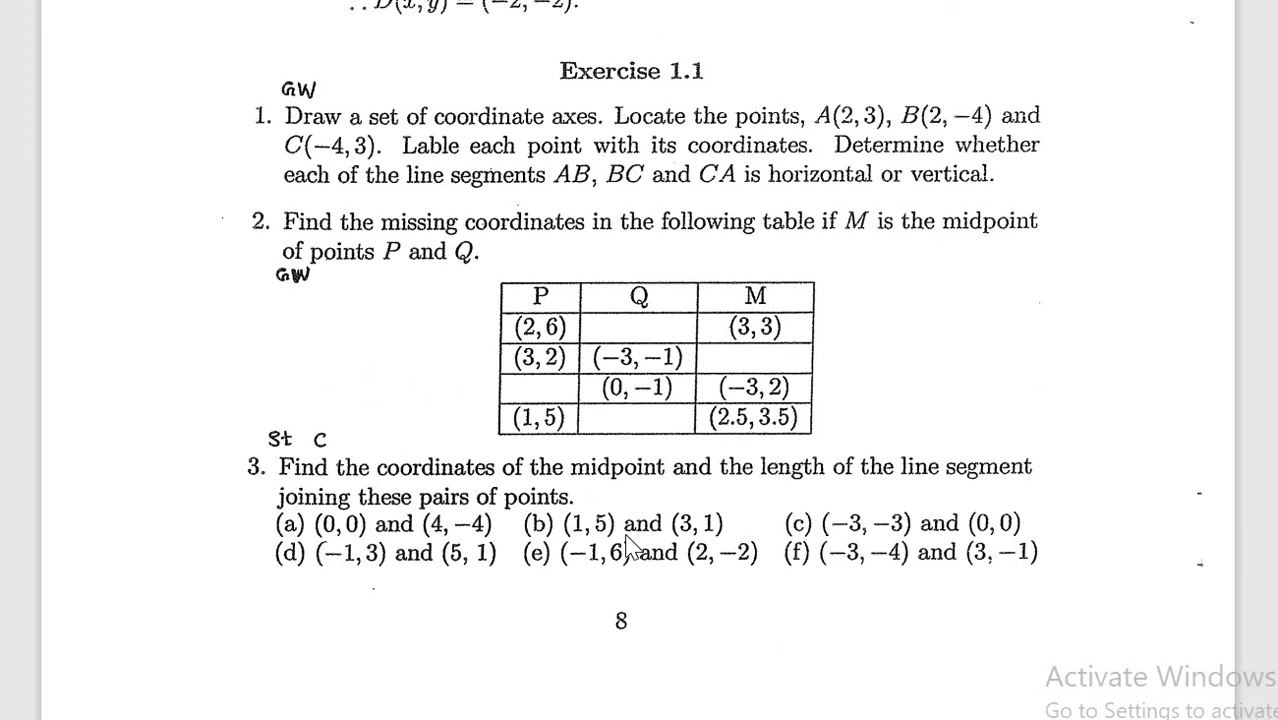 ∴ D(x, y) = (−2, −2).
Exercise 1.1
GW
1. Draw a set of coordinate axes. Locate the points, A(2, 3), B(2, −4) and
C(−4, 3). Lable each point with its coordinates. Determine whether
each of the line segments AB, BC and CA is horizontal or vertical.
2. Find the missing coordinates in the following table if M is the midpoint
of points P and Q.
GW
P Q M
(2, 6) (3, 3)
(3, 2) (−3, −1)
(0, −1) (−3, 2)
(1, 5) (2.5, 3.5)
St C
3. Find the coordinates of the midpoint and the length of the line segment
joining these pairs of points.
(a) (0, 0) and (4, −4) (b) (1, 5) and (3, 1) (c) (−3, −3) and (0, 0)
(d) (−1, 3) and (5, 1) (e) (−1, 6) and (2, −2) (f) (−3, −4) and (3, −1)
8
Activate Windows
Go to Settings to activate